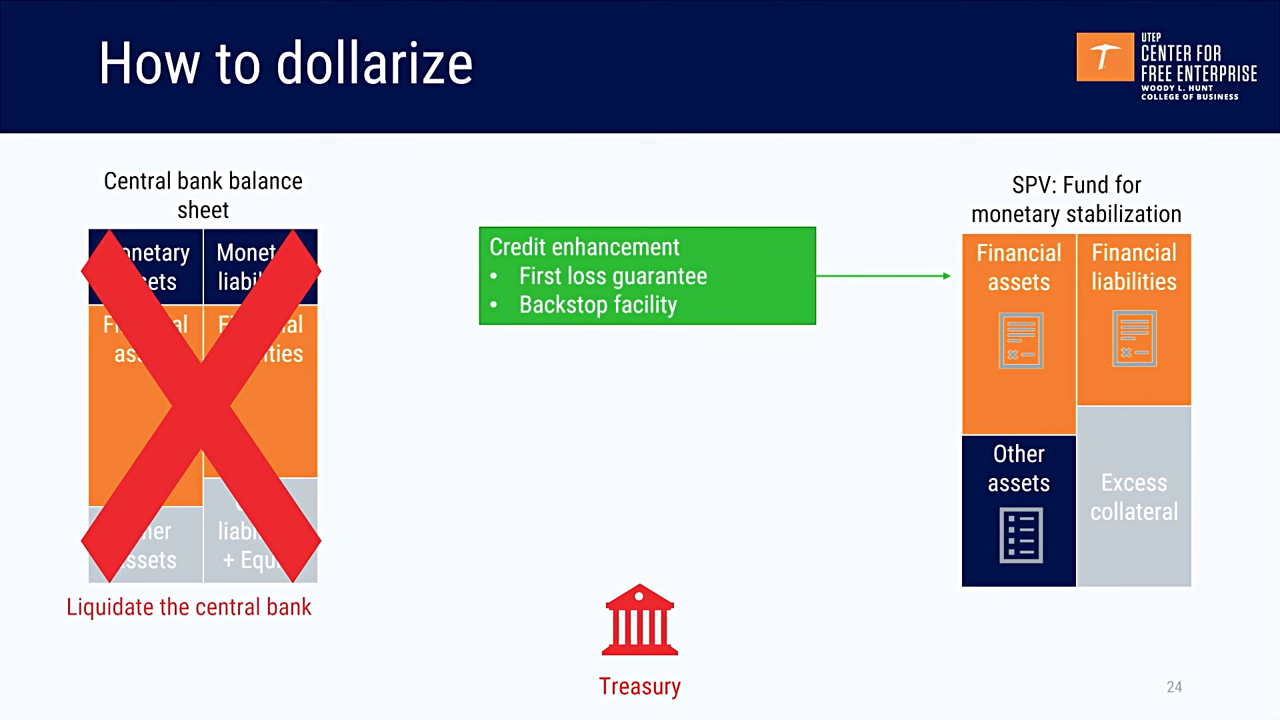 How to dollarize
UTEP
CENTER FOR
FREE ENTERPRISE
WOODY L. HUNT
COLLEGE OF BUSINESS
Central bank balance
sheet
Liquidate the central bank
Credit enhancement
• First loss guarantee
• Backstop facility
Treasury
SPV: Fund for
monetary stabilization
Financial
assets
Financial
liabilities
Other
assets
Excess
collateral
24